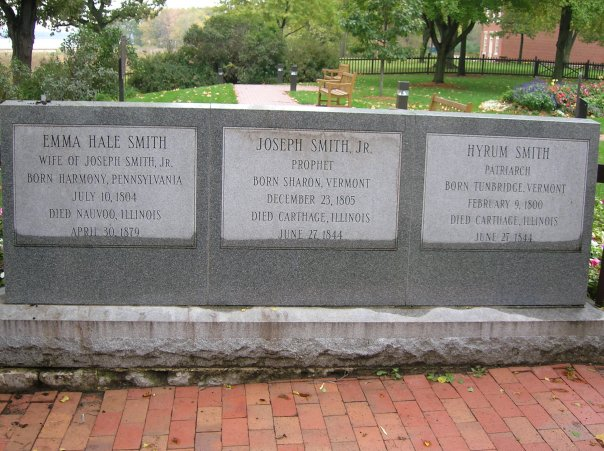 EMMA HALE SMITH
WIFE OF JOSEPH SMITH, JR.
BORN HARMONY, PENNSYLVANIA
JULY 10, 1804
DIED NAUVOO, ILLINOIS
APRIL 30, 1879
JOSEPH SMITH, JR.
PROPHET
BORN SHARON, VERMONT
DECEMBER 23, 1805
DIED CARTHAGE, ILLINOIS
JUNE 27, 1844
HYRUM SMITH
PATRIARCH
BORN TUNBRIDGE, VERMONT
FEBRUARY 9, 1800
DIED CARTHAGE, ILLINOIS
JUNE 27, 1844